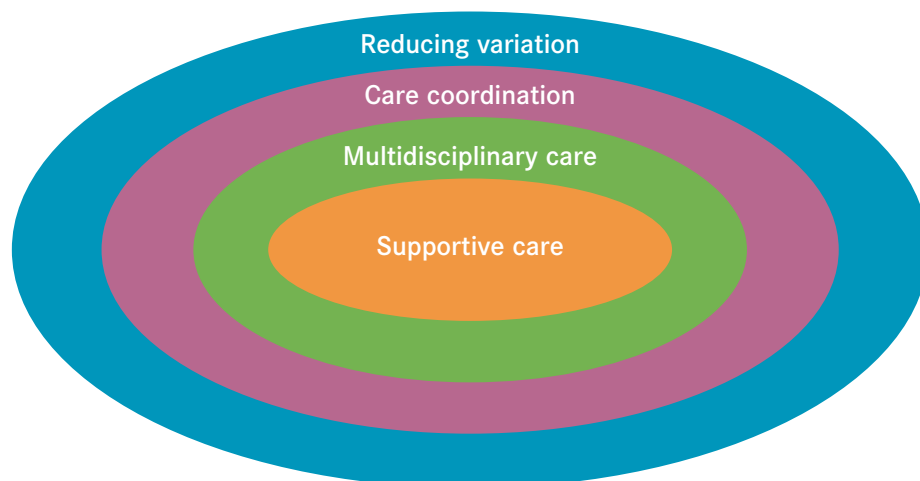 Reducing variation
Care coordination
Multidisciplinary care
Supportive care